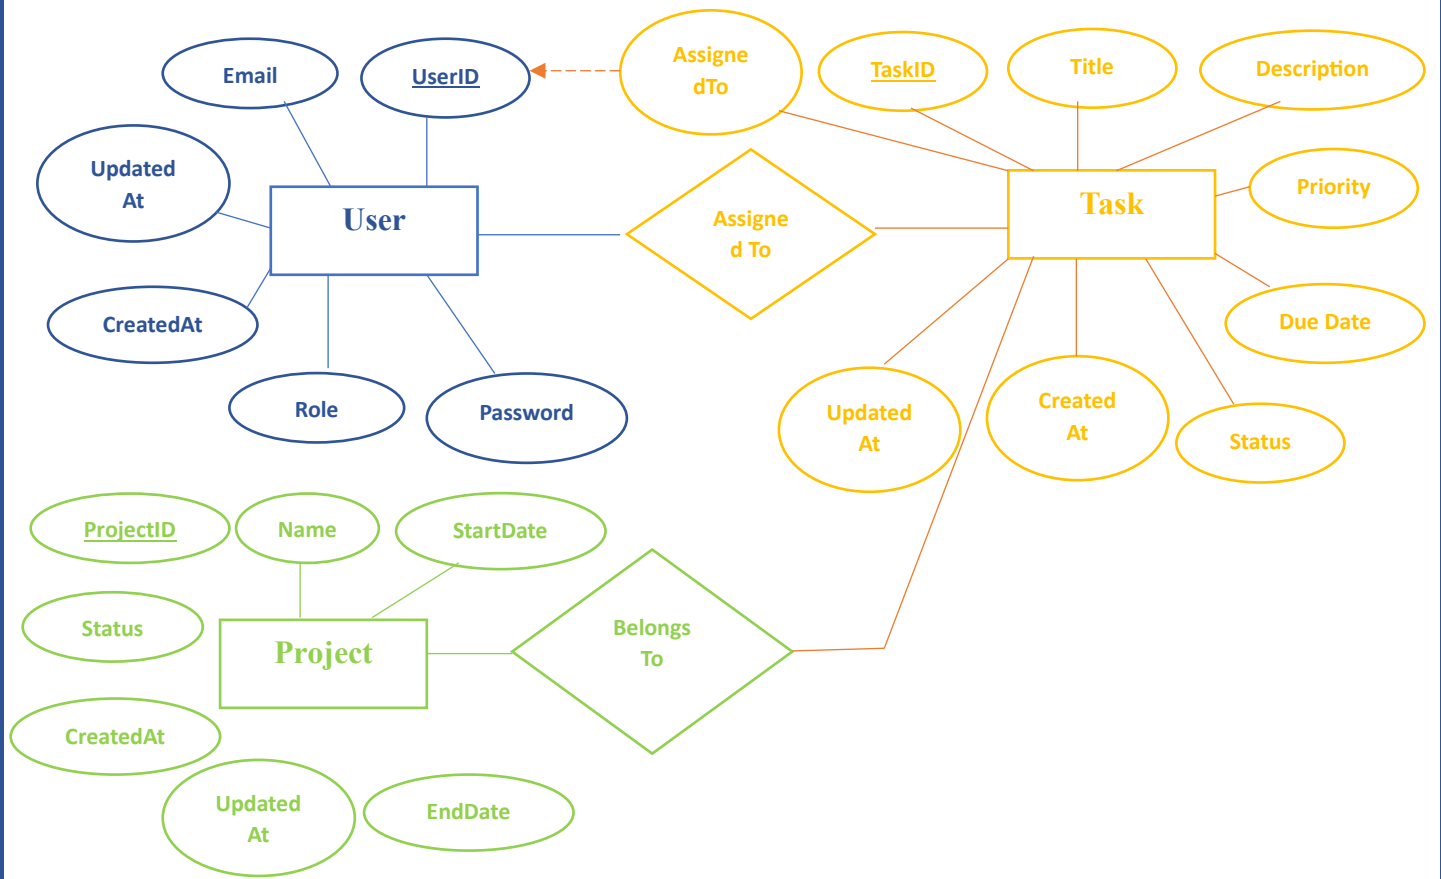 Email
UserID
Assigne
dTo
TaskID
Title
Description
Updated
At
User
Assigne
d To
Task
Priority
CreatedAt
Due Date
Role
Password
Updated
At
Created
At
Status
ProjectID
Name
StartDate
Status
Project
Belongs
To
CreatedAt
Updated
At
EndDate